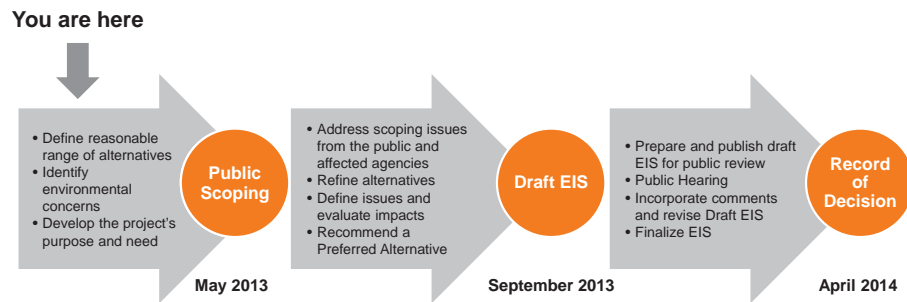 You are here
• Define reasonable
range of alternatives
• Identify
environmental
concerns
• Develop the project's
purpose and need
Public
Scoping
May 2013
• Address scoping issues
from the public and
affected agencies
• Refine alternatives
• Define issues and
evaluate impacts
• Recommend a
Preferred Alternative
Draft EIS
September 2013
• Prepare and publish draft
EIS for public review
• Public Hearing
• Incorporate comments
and revise Draft EIS
• Finalize EIS
Record
of
Decision
April 2014